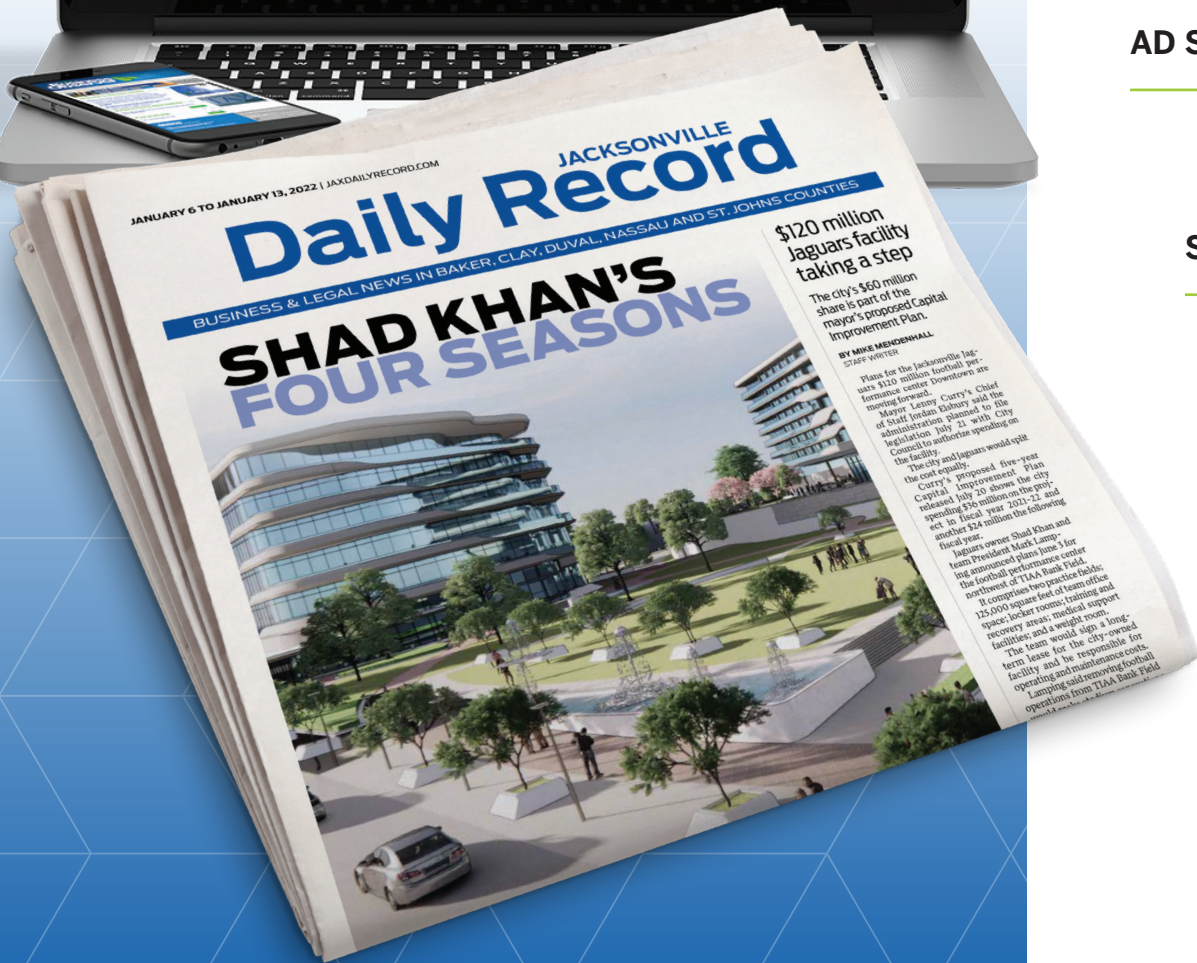 AD S
S
JANUARY 6 TO JANUARY 13, 2022 | JAXDAILYRECORD.COM
JACKSONVILLE
Daily Record
BUSINESS & LEGAL NEWS IN BAKER, CLAY, DUVAL, NASSAU AND ST. JOHNS COUNTIES
SHAD KHAN'S
FOUR SEASONS
$120 million
Jaguars facility
taking a step
The city's $60 million
share is part of the
mayor's proposed Capital
Improvement Plan.
BY MIKE MENDENHALL
STAFF WRITER
Plans for the Jacksonville Jag-
uars $120 million football per-
formance center Downtown are
moving forward.
Mayor Lenny Curry's Chief
of Staff Jordan Elsbury said the
administration planned to file
legislation July 21 with City
Council to authorize spending on
the facility.
The city and Jaguars would split
the cost equally.
Curry's proposed five-year
Capital Improvement Plan
released July 20 shows the city
spending $36 million on the proj-
ect in fiscal year 2021-22 and
another $24 million the following
fiscal year.
Jaguars owner Shad Khan and
team President Mark Lamp-
ing announced plans June 3 for
the football performance center
northwest of TIAA Bank Field.
It comprises two practice fields;
125,000 square feet of team office
space; locker rooms; training and
recovery areas; medical support
facilities; and a weight room.
The team would sign a long-
term lease for the city-owned
facility and be responsible for
operating and maintenance costs.
Lamping said removing football
operations from TIAA Bank Field